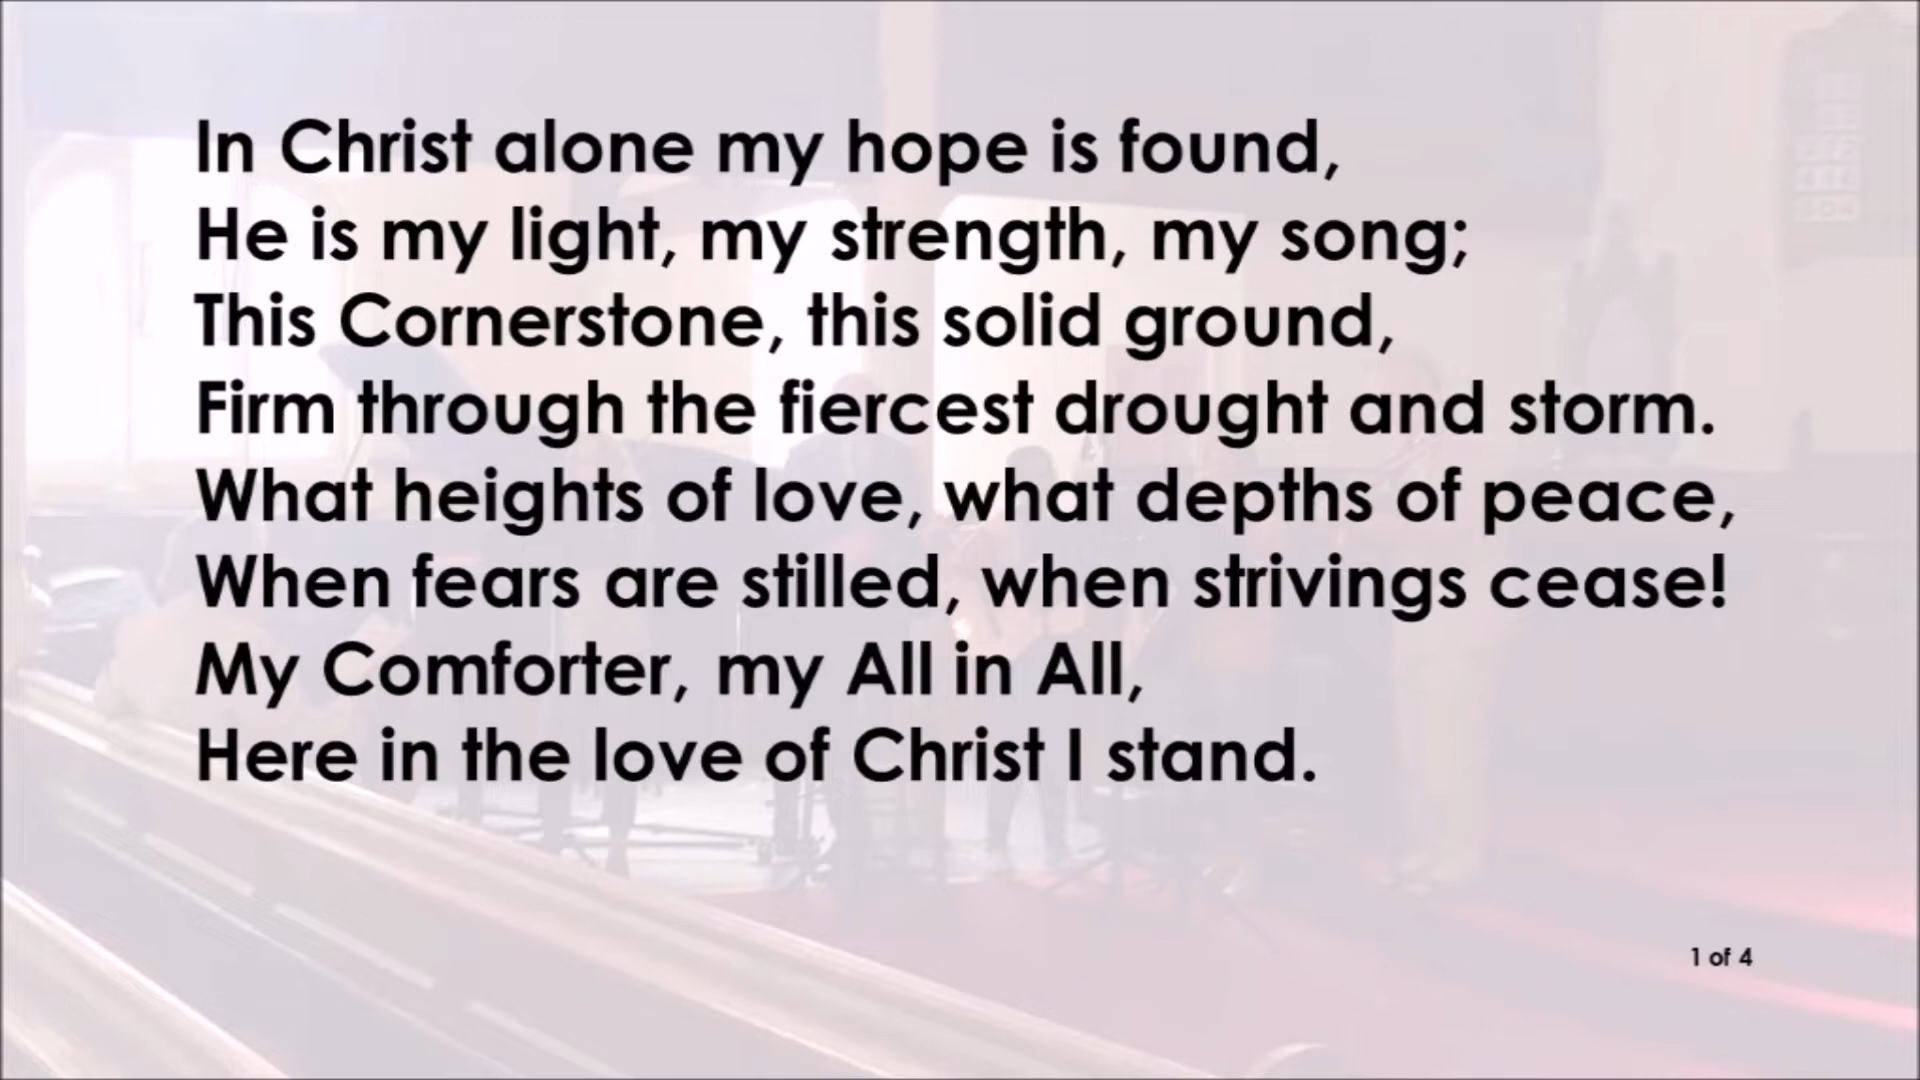 In Christ alone my hope is found,
He is my light, my strength, my song;
This Cornerstone, this solid ground,
Firm through the fiercest drought and storm.
What heights of love, what depths of peace,
When fears are stilled, when strivings cease!
My Comforter, my All in All,
Here in the love of Christ I stand.
1 of 4